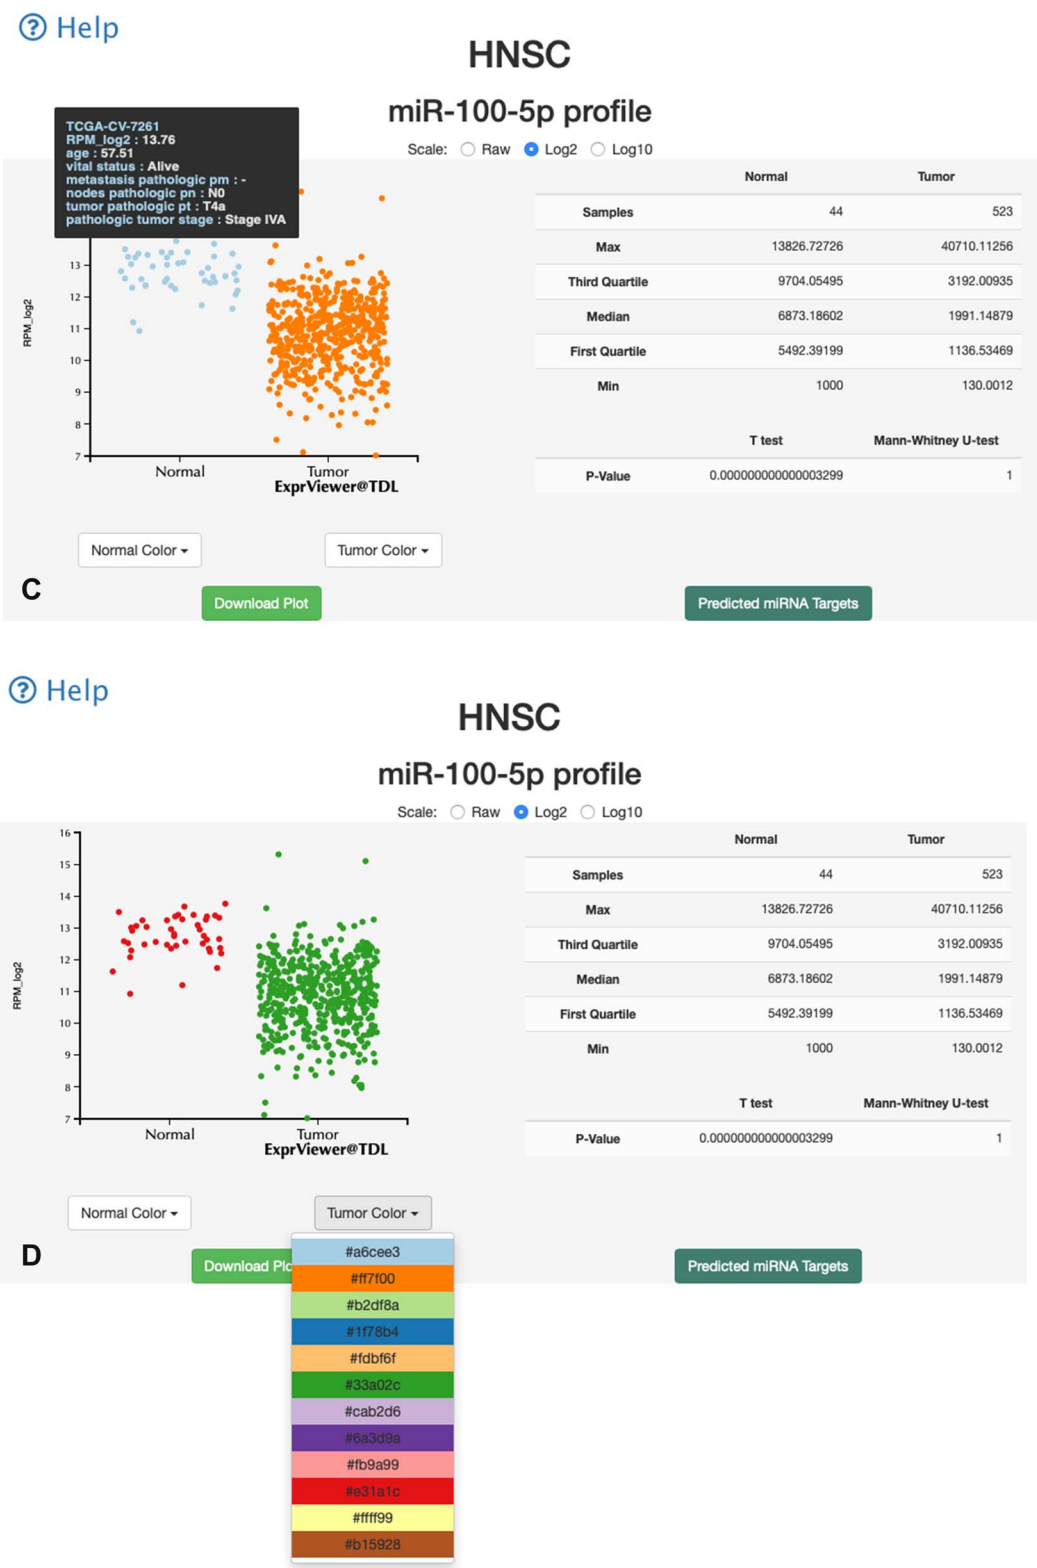 Help
HNSC
miR-100-5p profile
Scale: Raw Log2 Log10
TCGA-CV-7261
RPM_log2 : 13.76
age : 57.51
vital status : Alive
metastasis pathologic pm : -
nodes pathologic pn : N0
tumor pathologic pt : T4a
pathologic tumor stage : Stage IVA
RPM_log2
13
12
11
10
9
8
7
Normal Tumor
ExprViewer@TDL
Normal Tumor
Samples 44 523
Max 13826.72726 40710.11256
Third Quartile 9704.05495 3192.00935
Median 6873.18602 1991.14879
First Quartile 5492.39199 1136.53469
Min 1000 130.0012
T test Mann-Whitney U-test
P-Value 0.000000000000003299 1
Normal Color Tumor Color
C
Download Plot Predicted miRNA Targets
Help
HNSC
miR-100-5p profile
Scale: Raw Log2 Log10
RPM_log2
16
15
14
13
12
11
10
9
8
7
Normal Tumor
ExprViewer@TDL
Normal Tumor
Samples 44 523
Max 13826.72726 40710.11256
Third Quartile 9704.05495 3192.00935
Median 6873.18602 1991.14879
First Quartile 5492.39199 1136.53469
Min 1000 130.0012
T test Mann-Whitney U-test
P-Value 0.000000000000003299 1
Normal Color Tumor Color
D
Download Plo Predicted miRNA Targets
#a6cee3
#ff7f00
#b2df8a
#1f78b4
#fdbf6f
#33a02c
#cab2d6
#6a3d9a
#fb9a99
#e31a1c
#ffff99
#b15928